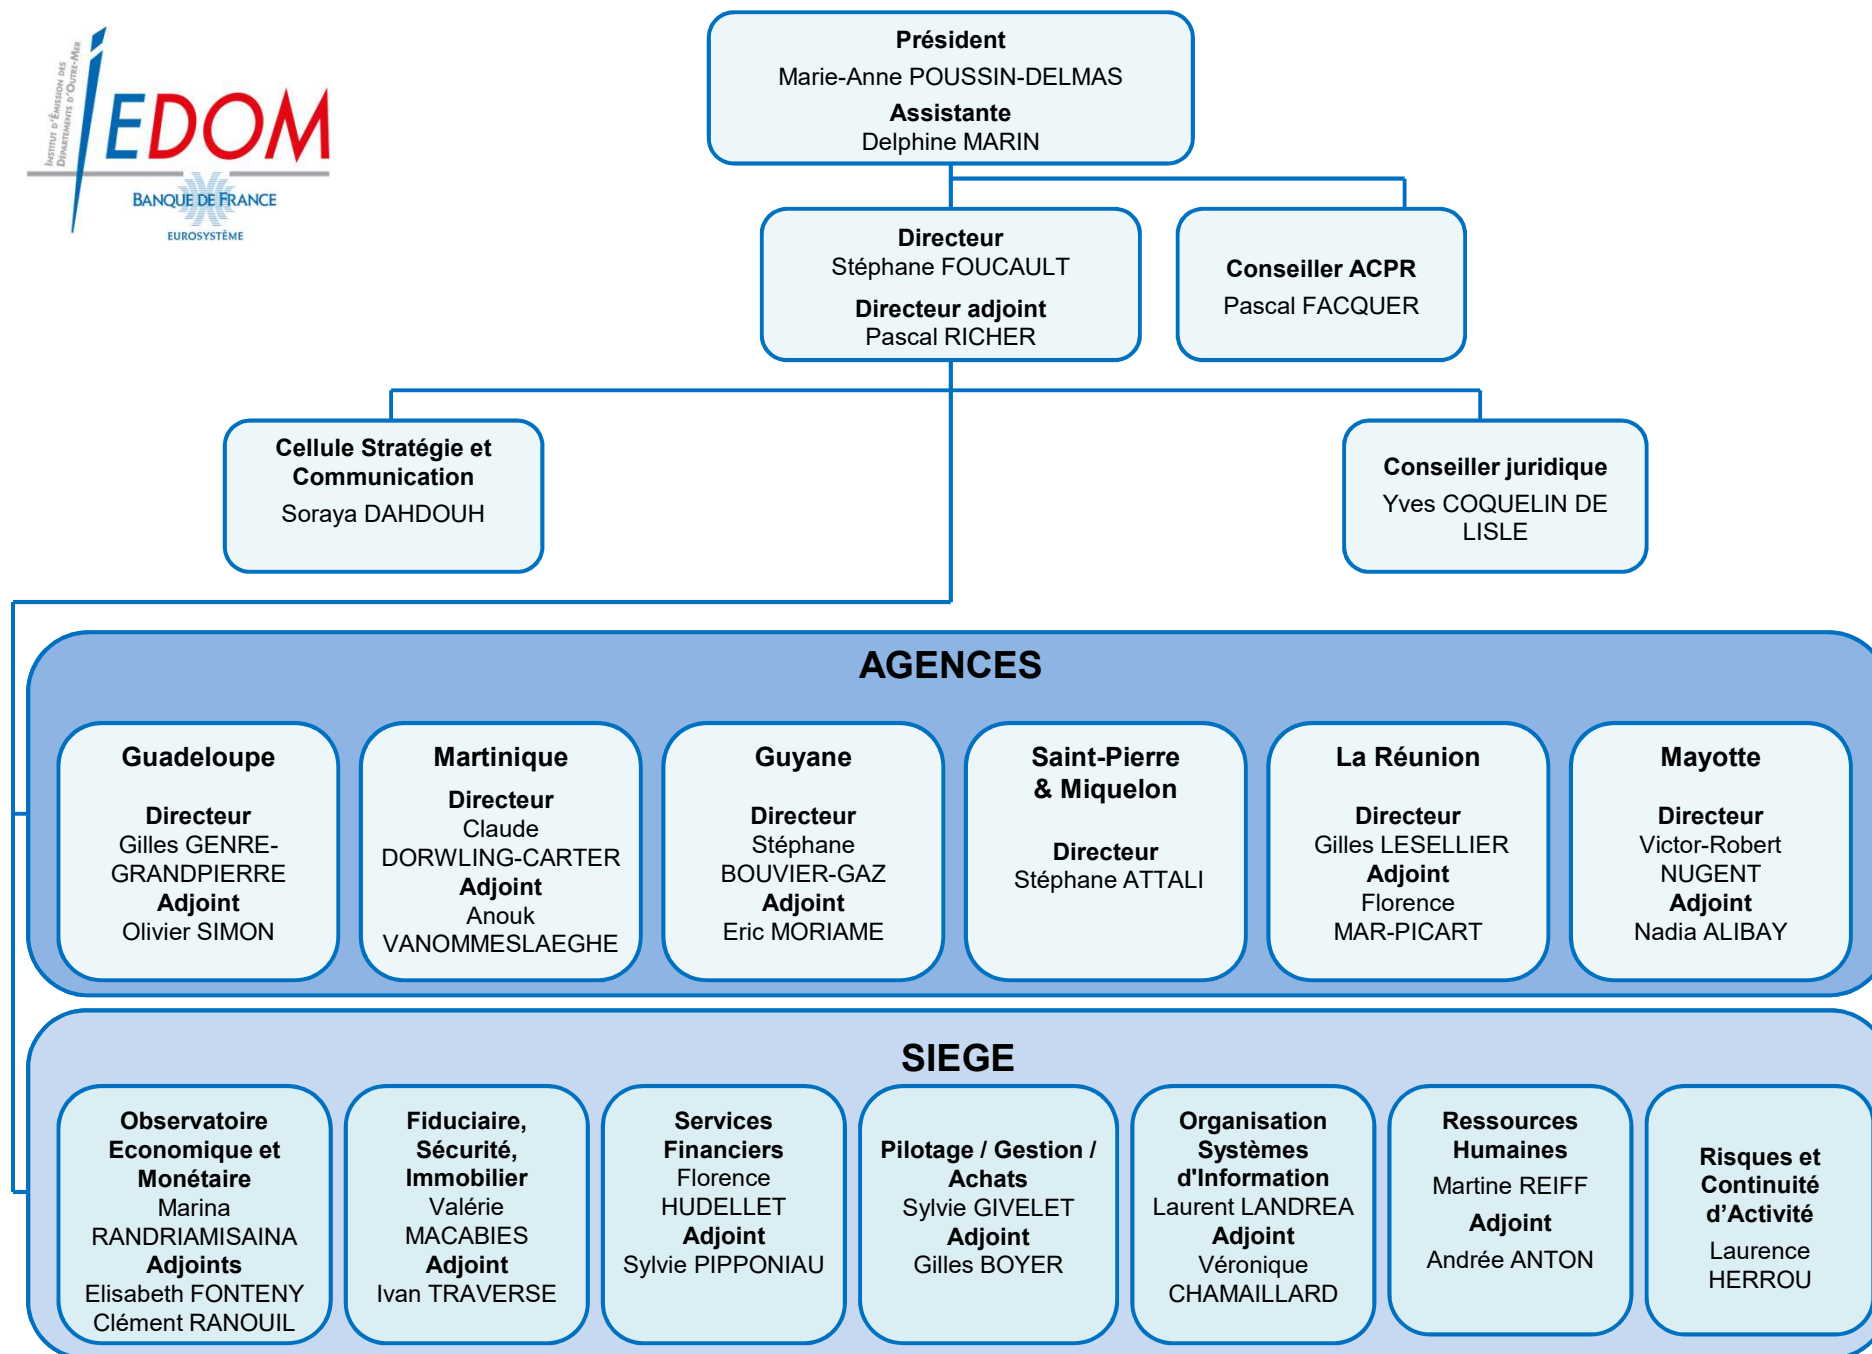 INSTITUT D'ÉMISSION DES
DÉPARTEMENTS D'OUTRE-MER
iEDOM
BANQUE DE FRANCE
EUROSYSTÈME
Président
Marie-Anne POUSSIN-DELMAS
Assistante
Delphine MARIN
Directeur
Stéphane FOUCAULT
Directeur adjoint
Pascal RICHER
Conseiller ACPR
Pascal FACQUER
Cellule Stratégie et
Communication
Soraya DAHDOUH
Conseiller juridique
Yves COQUELIN DE
LISLE
AGENCES
Guadeloupe
Directeur
Gilles GENRE-
GRANDPIERRE
Adjoint
Olivier SIMON
Martinique
Directeur
Claude
DORWLING-CARTER
Adjoint
Anouk
VANOMMESLAEGHE
Guyane
Directeur
Stéphane
BOUVIER-GAZ
Adjoint
Eric MORIAME
Saint-Pierre
& Miquelon
Directeur
Stéphane ATTALI
La Réunion
Directeur
Gilles LESELLIER
Adjoint
Florence
MAR-PICART
Mayotte
Directeur
Victor-Robert
NUGENT
Adjoint
Nadia ALIBAY
SIEGE
Observatoire
Economique et
Monétaire
Marina
RANDRIAMISAINA
Adjoints
Elisabeth FONTENY
Clément RANOUIL
Fiduciaire,
Sécurité,
Immobilier
Valérie
MACABIES
Adjoint
Ivan TRAVERSE
Services
Financiers
Florence
HUDELLET
Adjoint
Sylvie PIPPONIAU
Pilotage / Gestion /
Achats
Sylvie GIVELET
Adjoint
Gilles BOYER
Organisation
Systèmes
d'Information
Laurent LANDREA
Adjoint
Véronique
CHAMAILLARD
Ressources
Humaines
Martine REIFF
Adjoint
Andrée ANTON
Risques et
Continuité
d’Activité
Laurence
HERROU